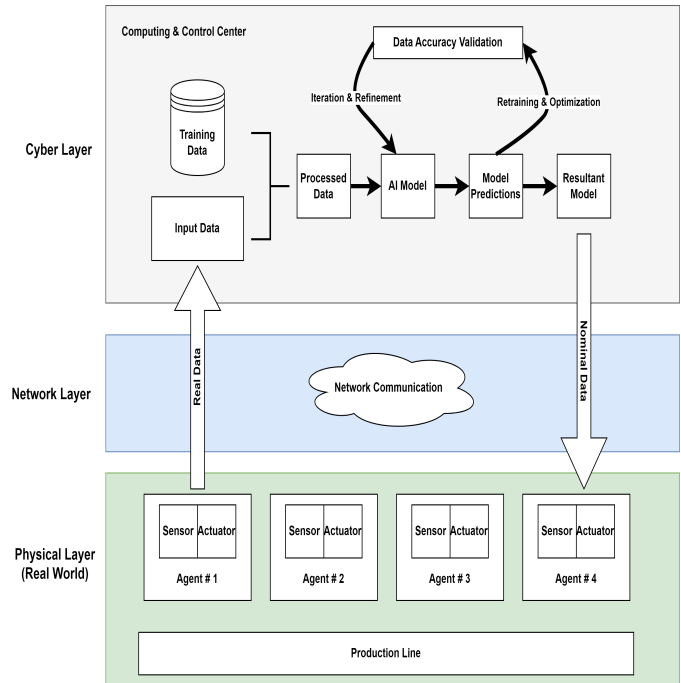 Computing & Control Center
Data Accuracy Validation
Iteration & Refinement
Retraining & Optimization
Cyber Layer
Training
Data
Input Data
Processed
Data
AI Model
Model
Predictions
Resultant
Model
Real Data
Nominal Data
Network Layer
Network Communication
Physical Layer
(Real World)
Sensor Actuator
Agent # 1
Sensor Actuator
Agent # 2
Sensor Actuator
Agent # 3
Sensor Actuator
Agent # 4
Production Line